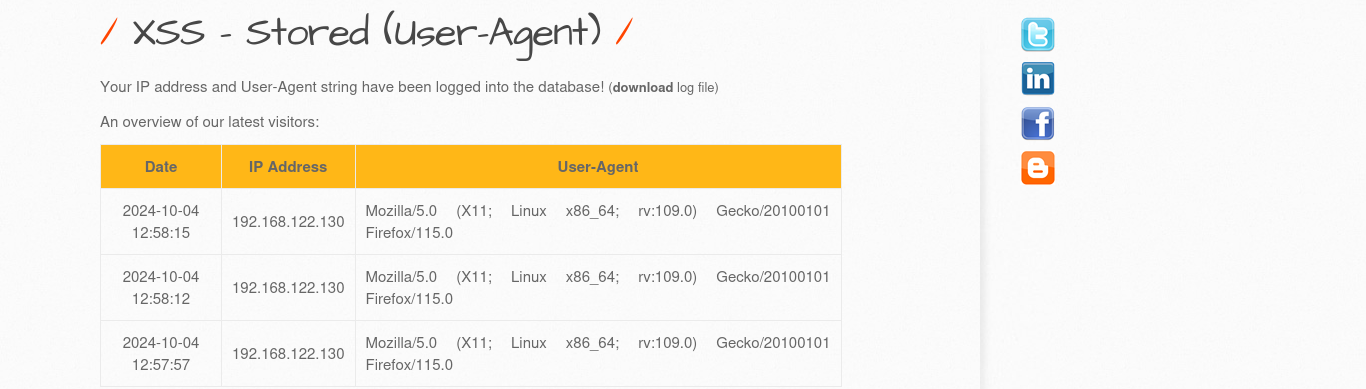 / XSS - Stored (User-Agent) /
Your IP address and User-Agent string have been logged into the database! (download log file)
An overview of our latest visitors:
Date IP Address User-Agent
2024-10-04
12:58:15
192.168.122.130
Mozilla/5.0 (X11; Linux x86_64; rv:109.0) Gecko/20100101
Firefox/115.0
2024-10-04
12:58:12
192.168.122.130
Mozilla/5.0 (X11; Linux x86_64; rv:109.0) Gecko/20100101
Firefox/115.0
2024-10-04
12:57:57
192.168.122.130
Mozilla/5.0 (X11; Linux x86_64; rv:109.0) Gecko/20100101
Firefox/115.0
t
in
f
B